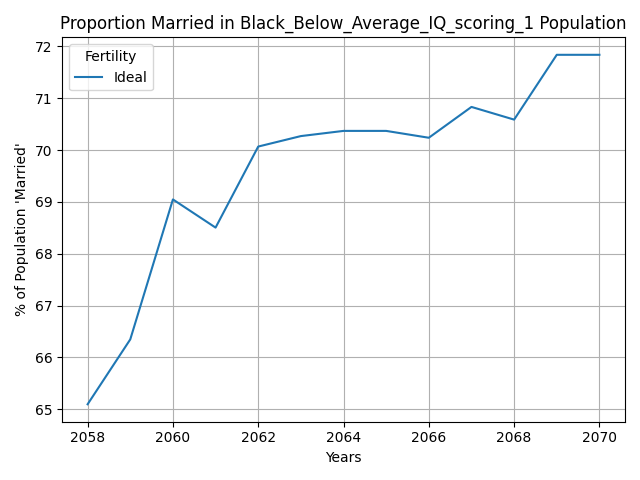 Proportion Married in Black_Below_Average_IQ_scoring_1 Population
72
71
70
69
68
67
66
65
% of Population 'Married'
Fertility
Ideal
2058 2060 2062 2064 2066 2068 2070
Years